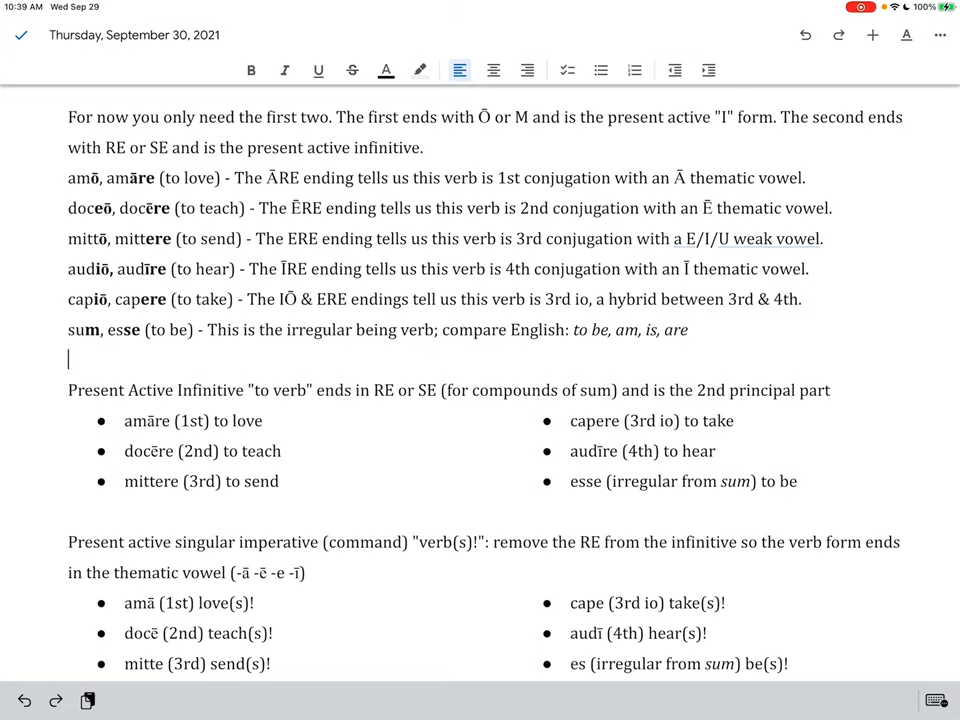 10:39 AM Wed Sep 29 100%
Thursday, September 30, 2021
B I U S A
For now you only need the first two. The first ends with Ō or M and is the present active "I" form. The second ends
with RE or SE and is the present active infinitive.
amō, amāre (to love) - The ĀRE ending tells us this verb is 1st conjugation with an Ā thematic vowel.
doceō, docēre (to teach) - The ĒRE ending tells us this verb is 2nd conjugation with an Ē thematic vowel.
mittō, mittere (to send) - The ERE ending tells us this verb is 3rd conjugation with a E/I/U weak vowel.
audiō, audīre (to hear) - The ĪRE ending tells us this verb is 4th conjugation with an Ī thematic vowel.
capiō, capere (to take) - The IŌ & ERE endings tell us this verb is 3rd io, a hybrid between 3rd & 4th.
sum, esse (to be) - This is the irregular being verb; compare English: to be, am, is, are
Present Active Infinitive "to verb" ends in RE or SE (for compounds of sum) and is the 2nd principal part
● amāre (1st) to love
● docēre (2nd) to teach
● mittere (3rd) to send
● capere (3rd io) to take
● audīre (4th) to hear
● esse (irregular from sum) to be
Present active singular imperative (command) "verb(s)!": remove the RE from the infinitive so the verb form ends
in the thematic vowel (-ā -ē -e -ī)
● amā (1st) love(s)!
● docē (2nd) teach(s)!
● mitte (3rd) send(s)!
● cape (3rd io) take(s)!
● audī (4th) hear(s)!
● es (irregular from sum) be(s)!